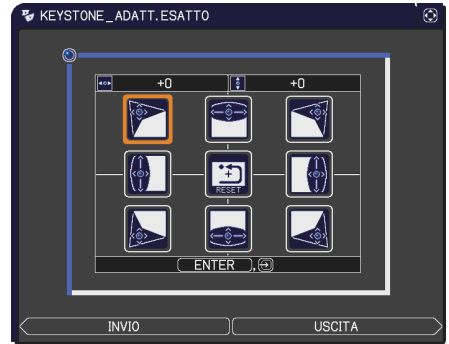 KEYSTONE_ADATT.ESATTO
+0 +0
RESET
ENTER ,
INVIO USCITA